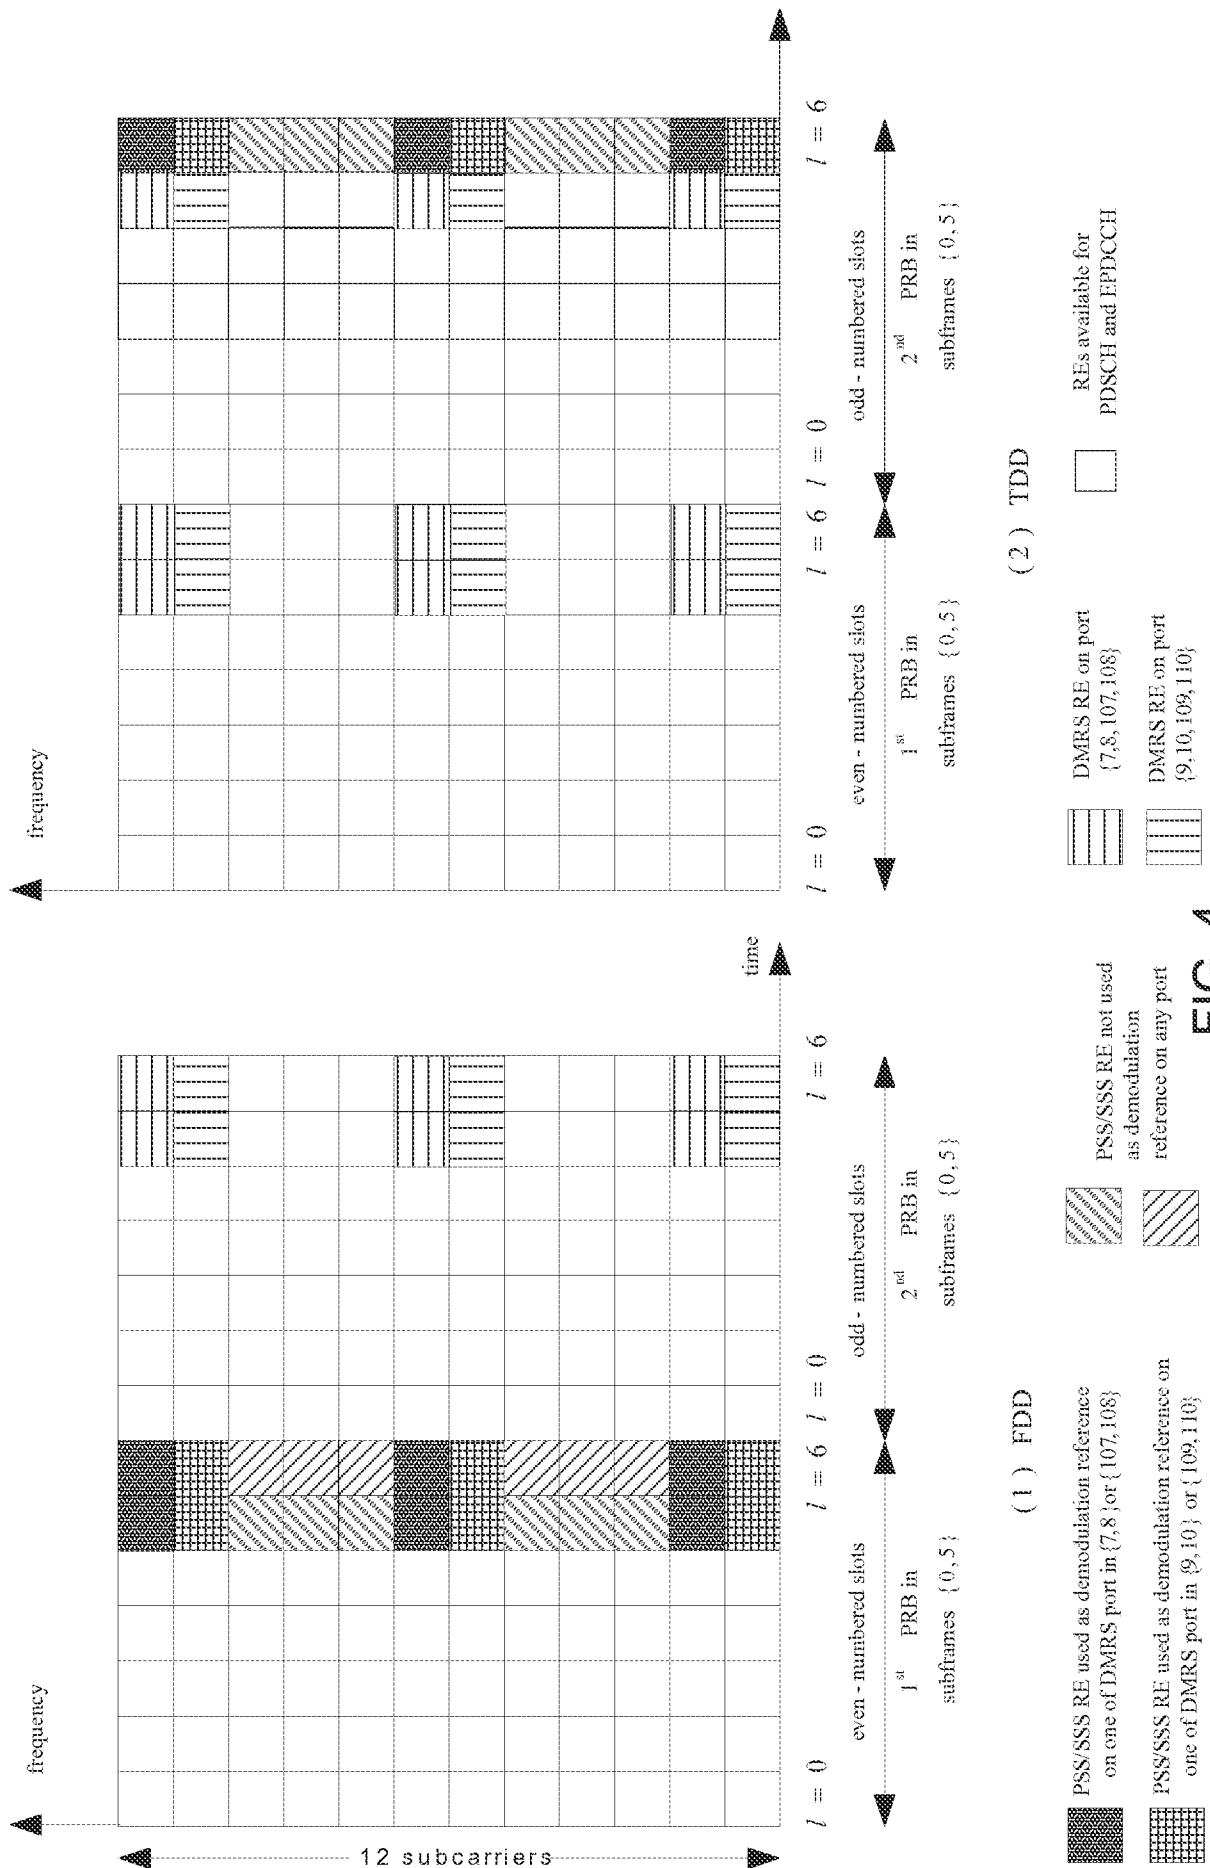 frequency
12 subcarriers
time
l = 0
l = 6
l = 0
l = 6
even - numbered slots
odd - numbered slots
1st PRB in
2nd PRB in
subframes {0,5}
subframes {0,5}
(1) FDD
frequency
l = 0
l = 6
l = 0
l = 6
even - numbered slots
odd - numbered slots
1st PRB in
2nd PRB in
subframes {0,5}
subframes {0,5}
(2) TDD
PSS/SSS RE used as demodulation reference
on one of DMRS port in {7,8} or {107,108}
PSS/SSS RE used as demodulation reference on
one of DMRS port in {9,10} or {109,110}
PSS/SSS RE not used
as demodulation
reference on any port
DMRS RE on port
{7,8,107,108}
DMRS RE on port
{9,10,109,110}
REs available for
PDSCH and EPDCCH